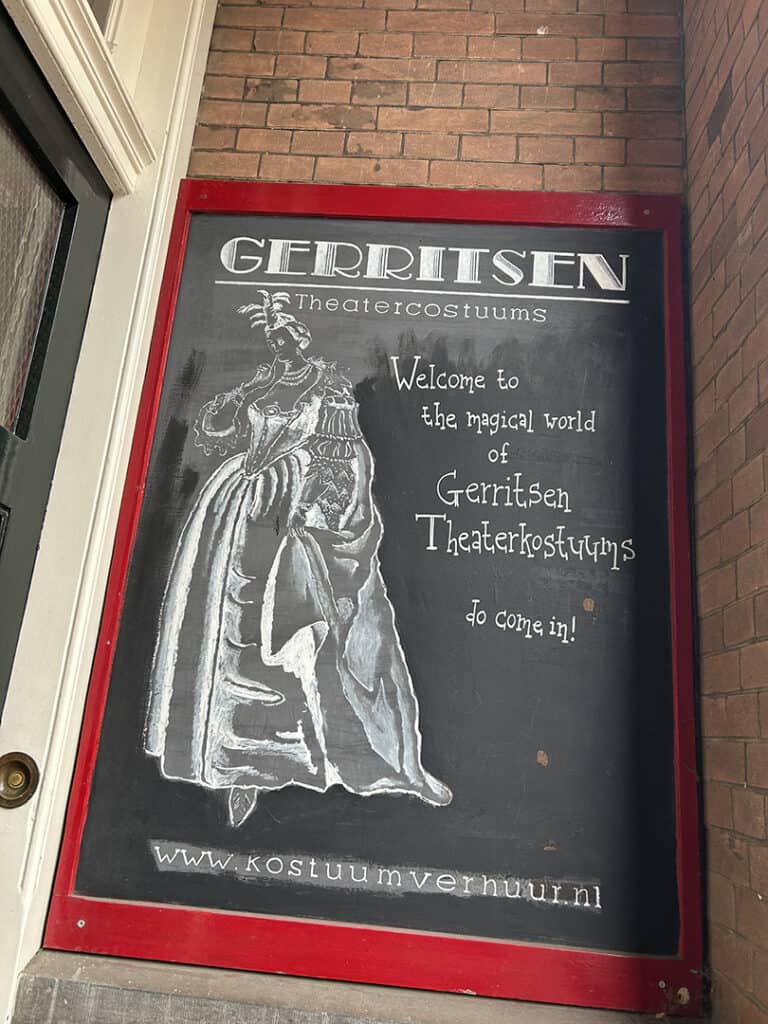 GERRITSEN
Theatercostuums
Welcome to
the magical world
of
Gerritsen
Theaterkostuums
do come in!
www.kostuumverhuur.nl